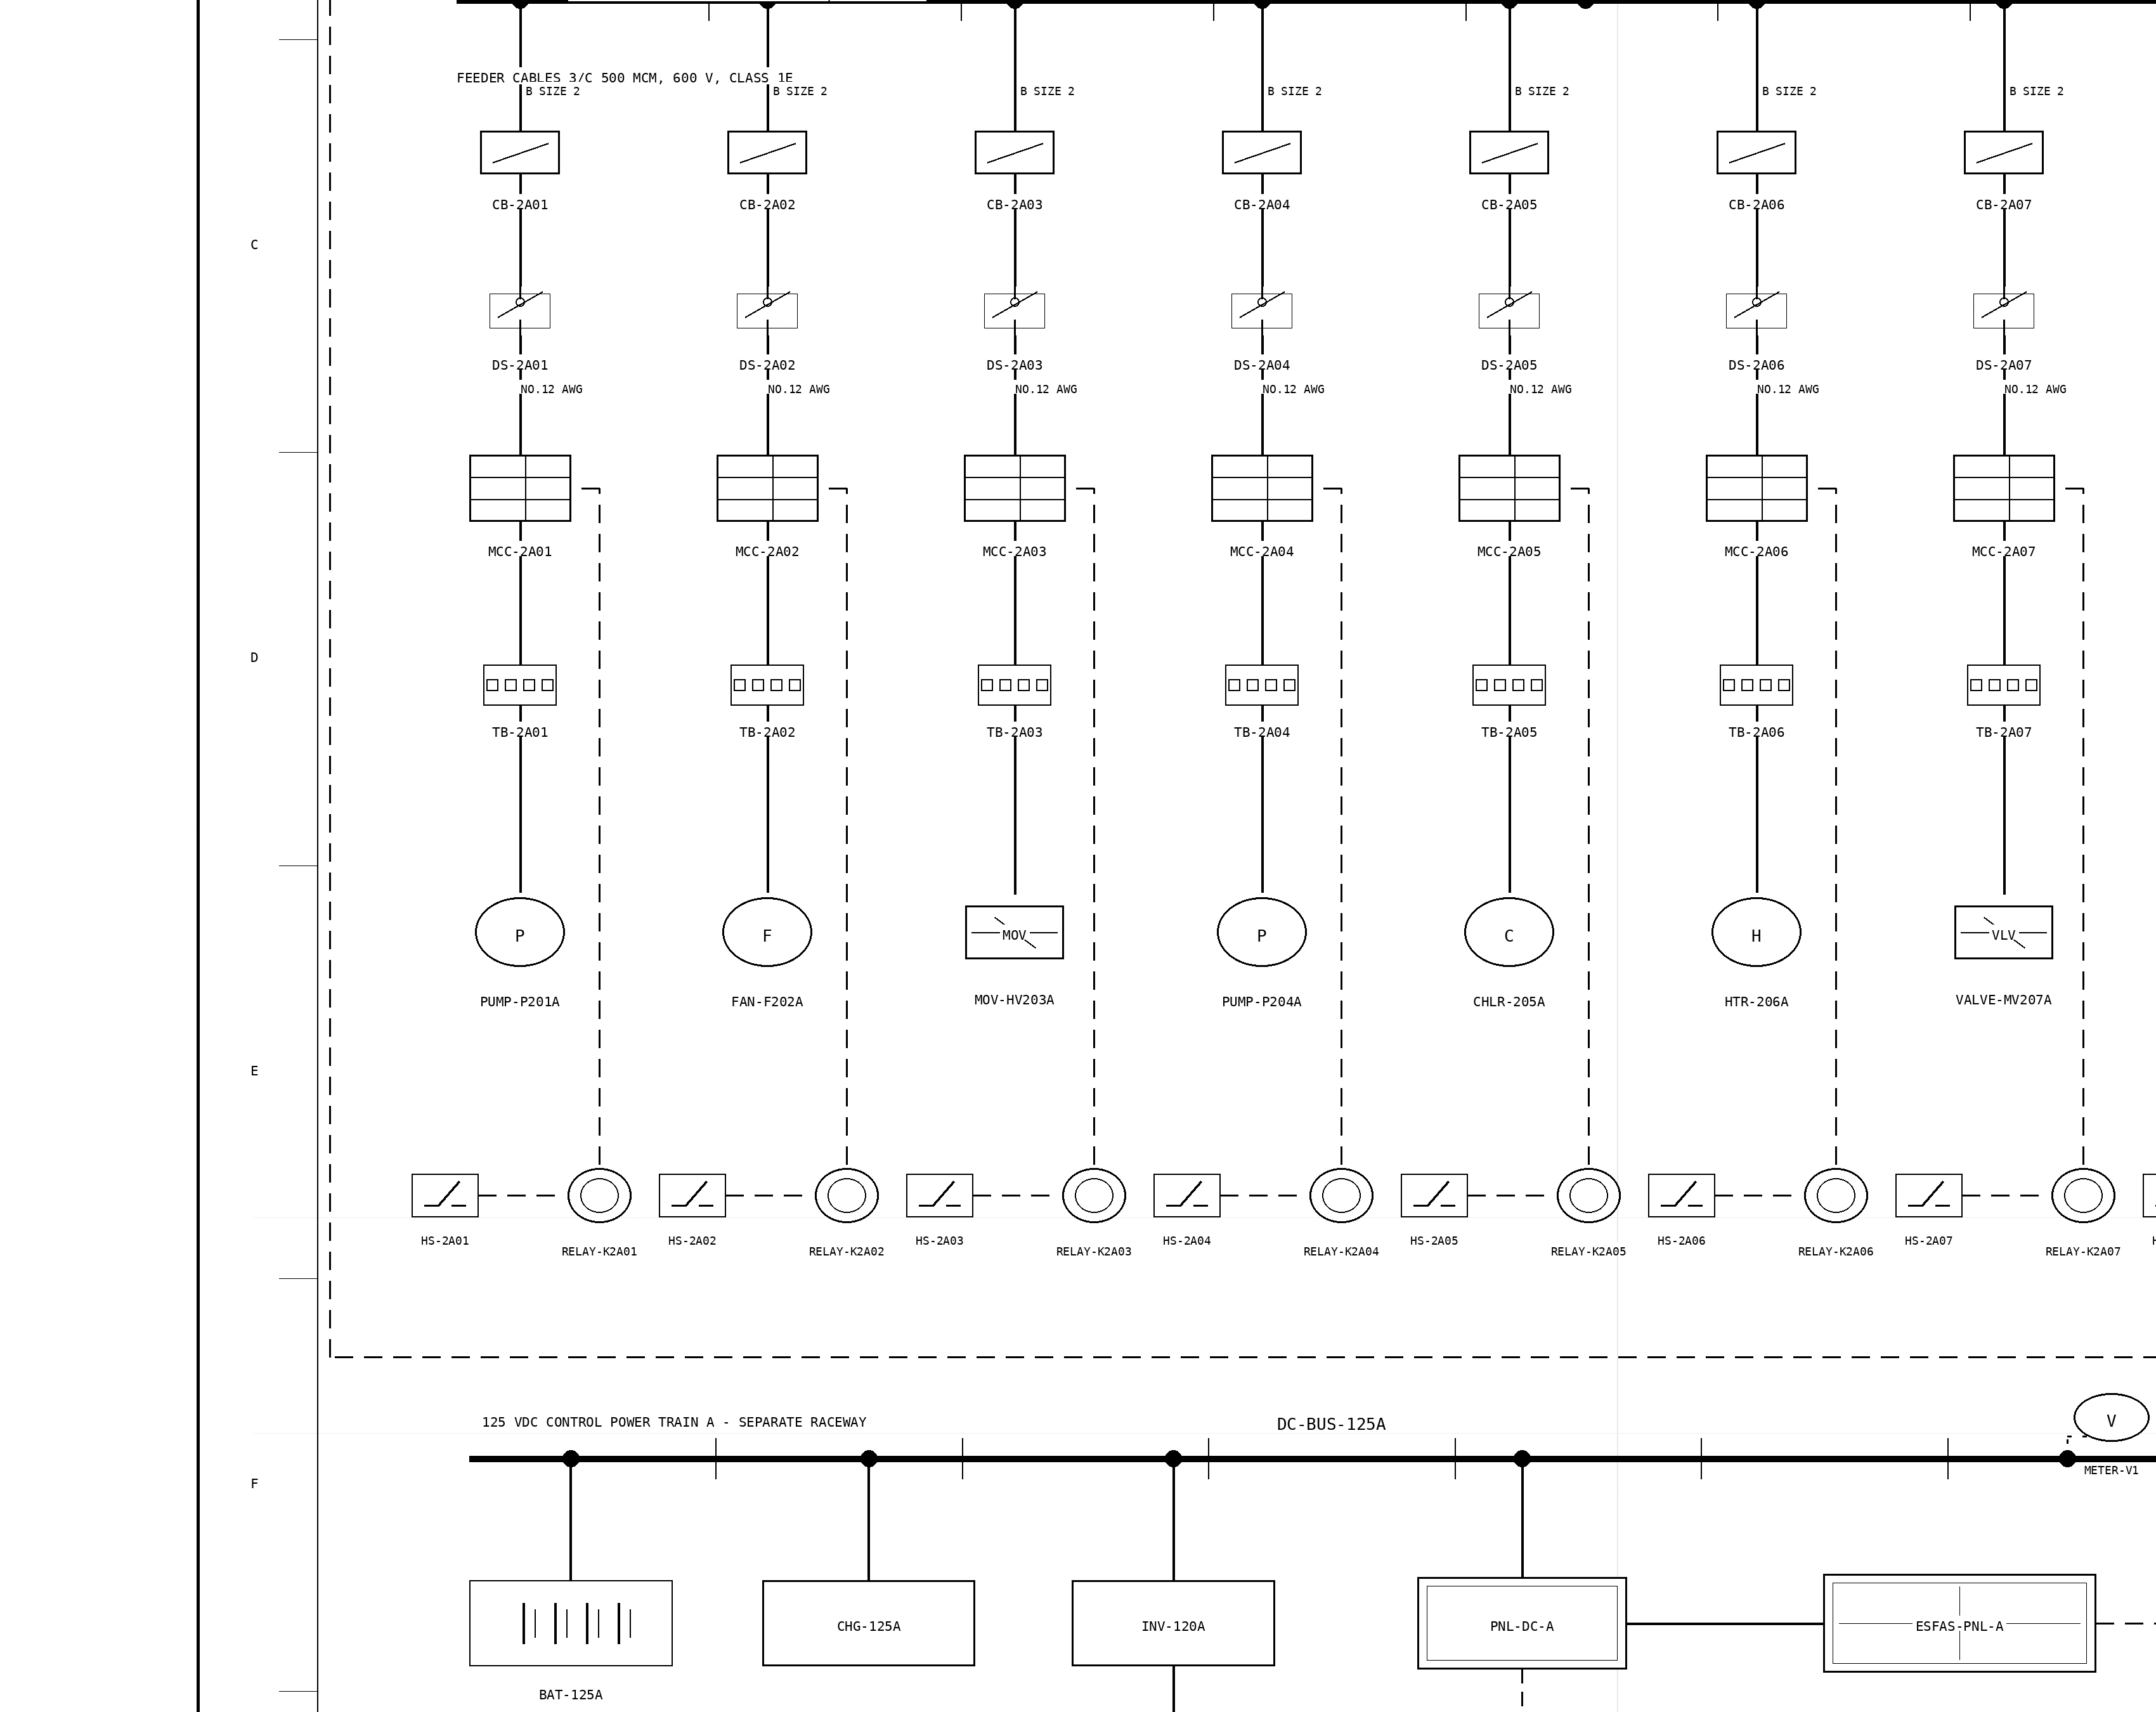 FEEDER CABLES 3/C 500 MCM, 600 V, CLASS 1E
B SIZE 2 B SIZE 2 B SIZE 2 B SIZE 2 B SIZE 2 B SIZE 2 B SIZE 2
CB-2A01 CB-2A02 CB-2A03 CB-2A04 CB-2A05 CB-2A06 CB-2A07
C
DS-2A01 DS-2A02 DS-2A03 DS-2A04 DS-2A05 DS-2A06 DS-2A07
NO.12 AWG NO.12 AWG NO.12 AWG NO.12 AWG NO.12 AWG NO.12 AWG NO.12 AWG
MCC-2A01 MCC-2A02 MCC-2A03 MCC-2A04 MCC-2A05 MCC-2A06 MCC-2A07
D
TB-2A01 TB-2A02 TB-2A03 TB-2A04 TB-2A05 TB-2A06 TB-2A07
P F MOV P C H VLV
PUMP-P201A FAN-F202A MOV-HV203A PUMP-P204A CHLR-205A HTR-206A VALVE-MV207A
E
HS-2A01 RELAY-K2A01 HS-2A02 RELAY-K2A02 HS-2A03 RELAY-K2A03 HS-2A04 RELAY-K2A04 HS-2A05 RELAY-K2A05 HS-2A06 RELAY-K2A06 HS-2A07 RELAY-K2A07
125 VDC CONTROL POWER TRAIN A - SEPARATE RACEWAY DC-BUS-125A V
METER-V1
F
CHG-125A INV-120A PNL-DC-A ESFAS-PNL-A
BAT-125A